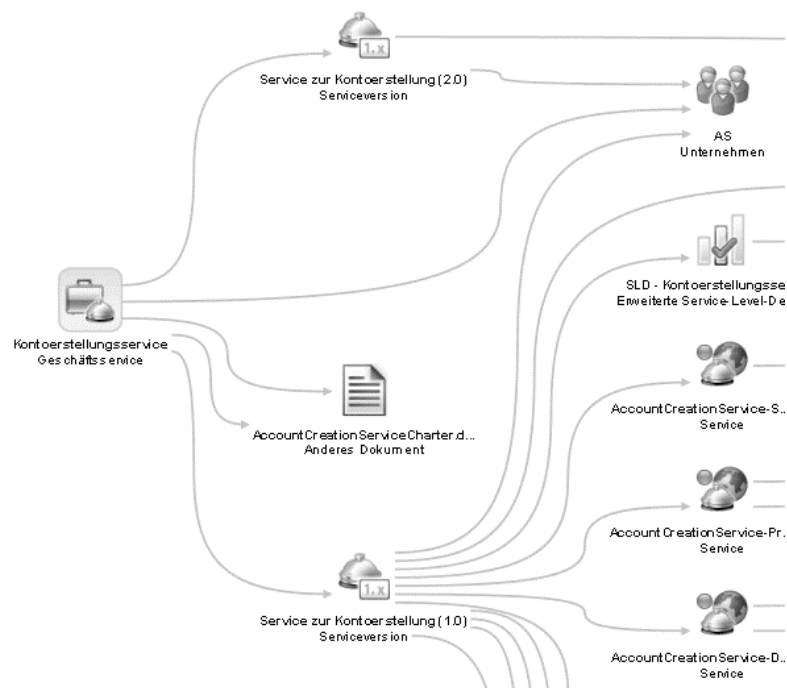 1.x
Service zur Kontoerstellung (2.0)
Serviceversion
AS
Unternehmen
SLD - Kontoerstellungsse
Erweiterte Service-Level-De
Kontoerstellungsservice
Geschäftsservice
AccountCreationService-S...
Service
AccountCreationServiceCharter.d...
Anderes Dokument
AccountCreationService-Pr...
Service
1.x
Service zur Kontoerstellung (1.0)
Serviceversion
AccountCreationService-D...
Service